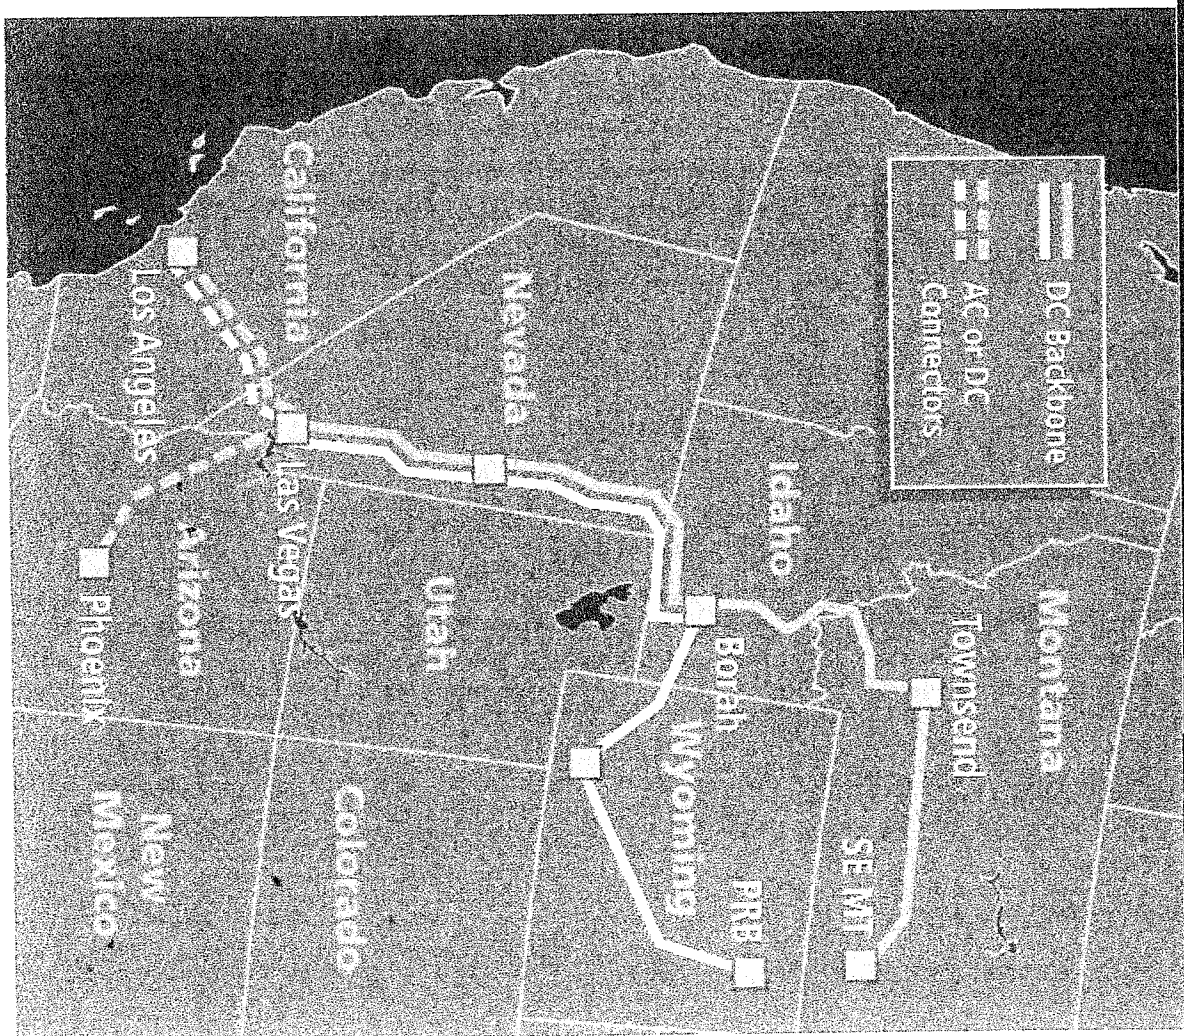 DC Backbone
AC or DC
Connectors
Montana
Townsend
SE MT
Idaho
Borah
PRB
Wyoming
Nevada
Utah
California
Colorado
Las Vegas
Los Angeles
Arizona
Phoenix
New
Mexico